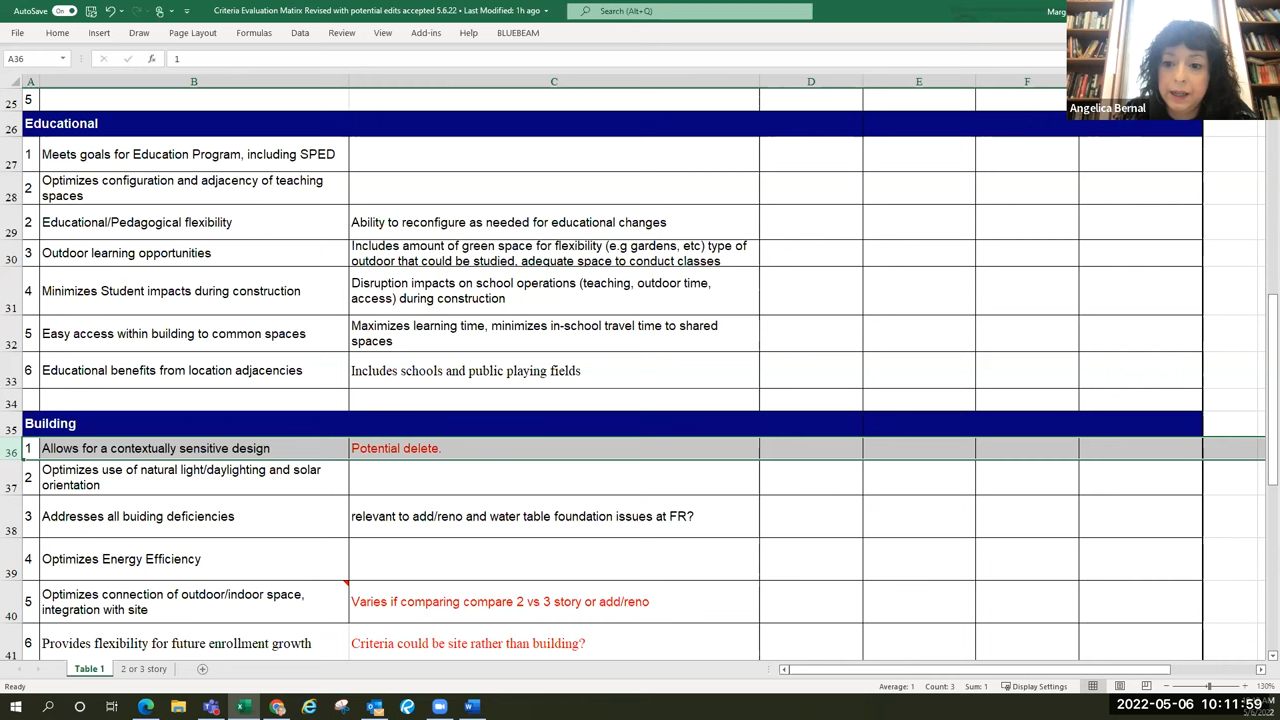 AutoSave On Criteria Evaluation Matirx Revised with potential edits accepted 5.6.22 • Last Modified: 1h ago Search (Alt+Q)
File Home Insert Draw Page Layout Formulas Data Review View Add-ins Help BLUEBEAM
Angelica Bernal
A36 fx 1
A B C D E F
25 5
26 Educational
27 1 Meets goals for Education Program, including SPED
28 2 Optimizes configuration and adjacency of teaching
spaces
29 2 Educational/Pedagogical flexibility Ability to reconfigure as needed for educational changes
30 3 Outdoor learning opportunities Includes amount of green space for flexibility (e.g gardens, etc) type of
outdoor that could be studied, adequate space to conduct classes
31 4 Minimizes Student impacts during construction Disruption impacts on school operations (teaching, outdoor time,
access) during construction
32 5 Easy access within building to common spaces Maximizes learning time, minimizes in-school travel time to shared
spaces
33 6 Educational benefits from location adjacencies Includes schools and public playing fields
34
35 Building
36 1 Allows for a contextually sensitive design Potential delete.
37 2 Optimizes use of natural light/daylighting and solar
orientation
38 3 Addresses all buiding deficiencies relevant to add/reno and water table foundation issues at FR?
39 4 Optimizes Energy Efficiency
40 5 Optimizes connection of outdoor/indoor space,
integration with site Varies if comparing compare 2 vs 3 story or add/reno
41 6 Provides flexibility for future enrollment growth Criteria could be site rather than building?
Table 1 2 or 3 story
Ready Average: 1 Count: 3 Sum: 1 Display Settings 130%
2022-05-06 10:11:59